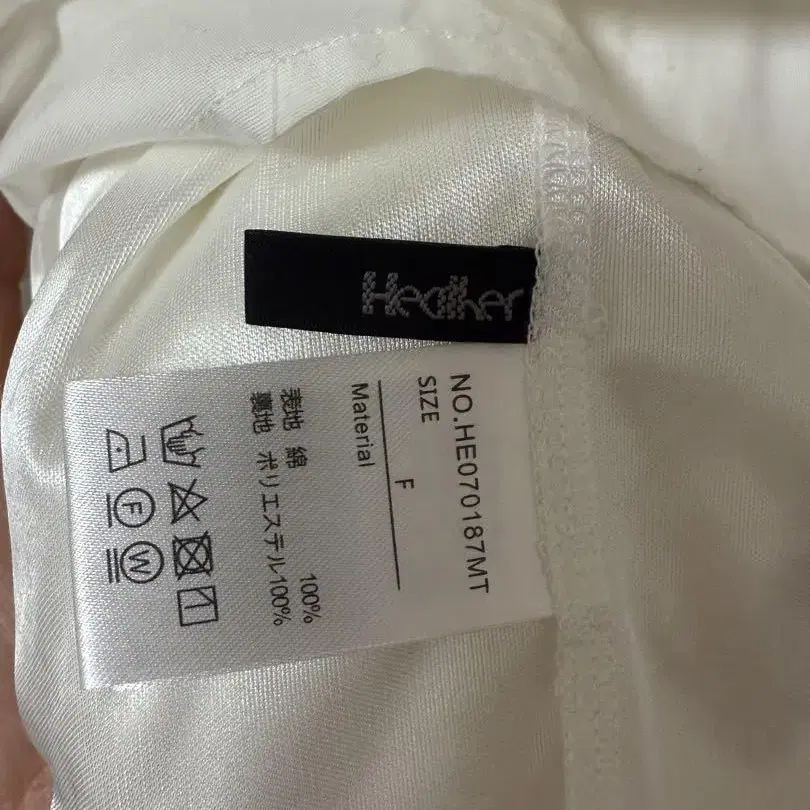 Heather
NO.HE070187MT
SIZE
F
Material
表地 綿 100%
裏地 ポリエステル100%
F
W